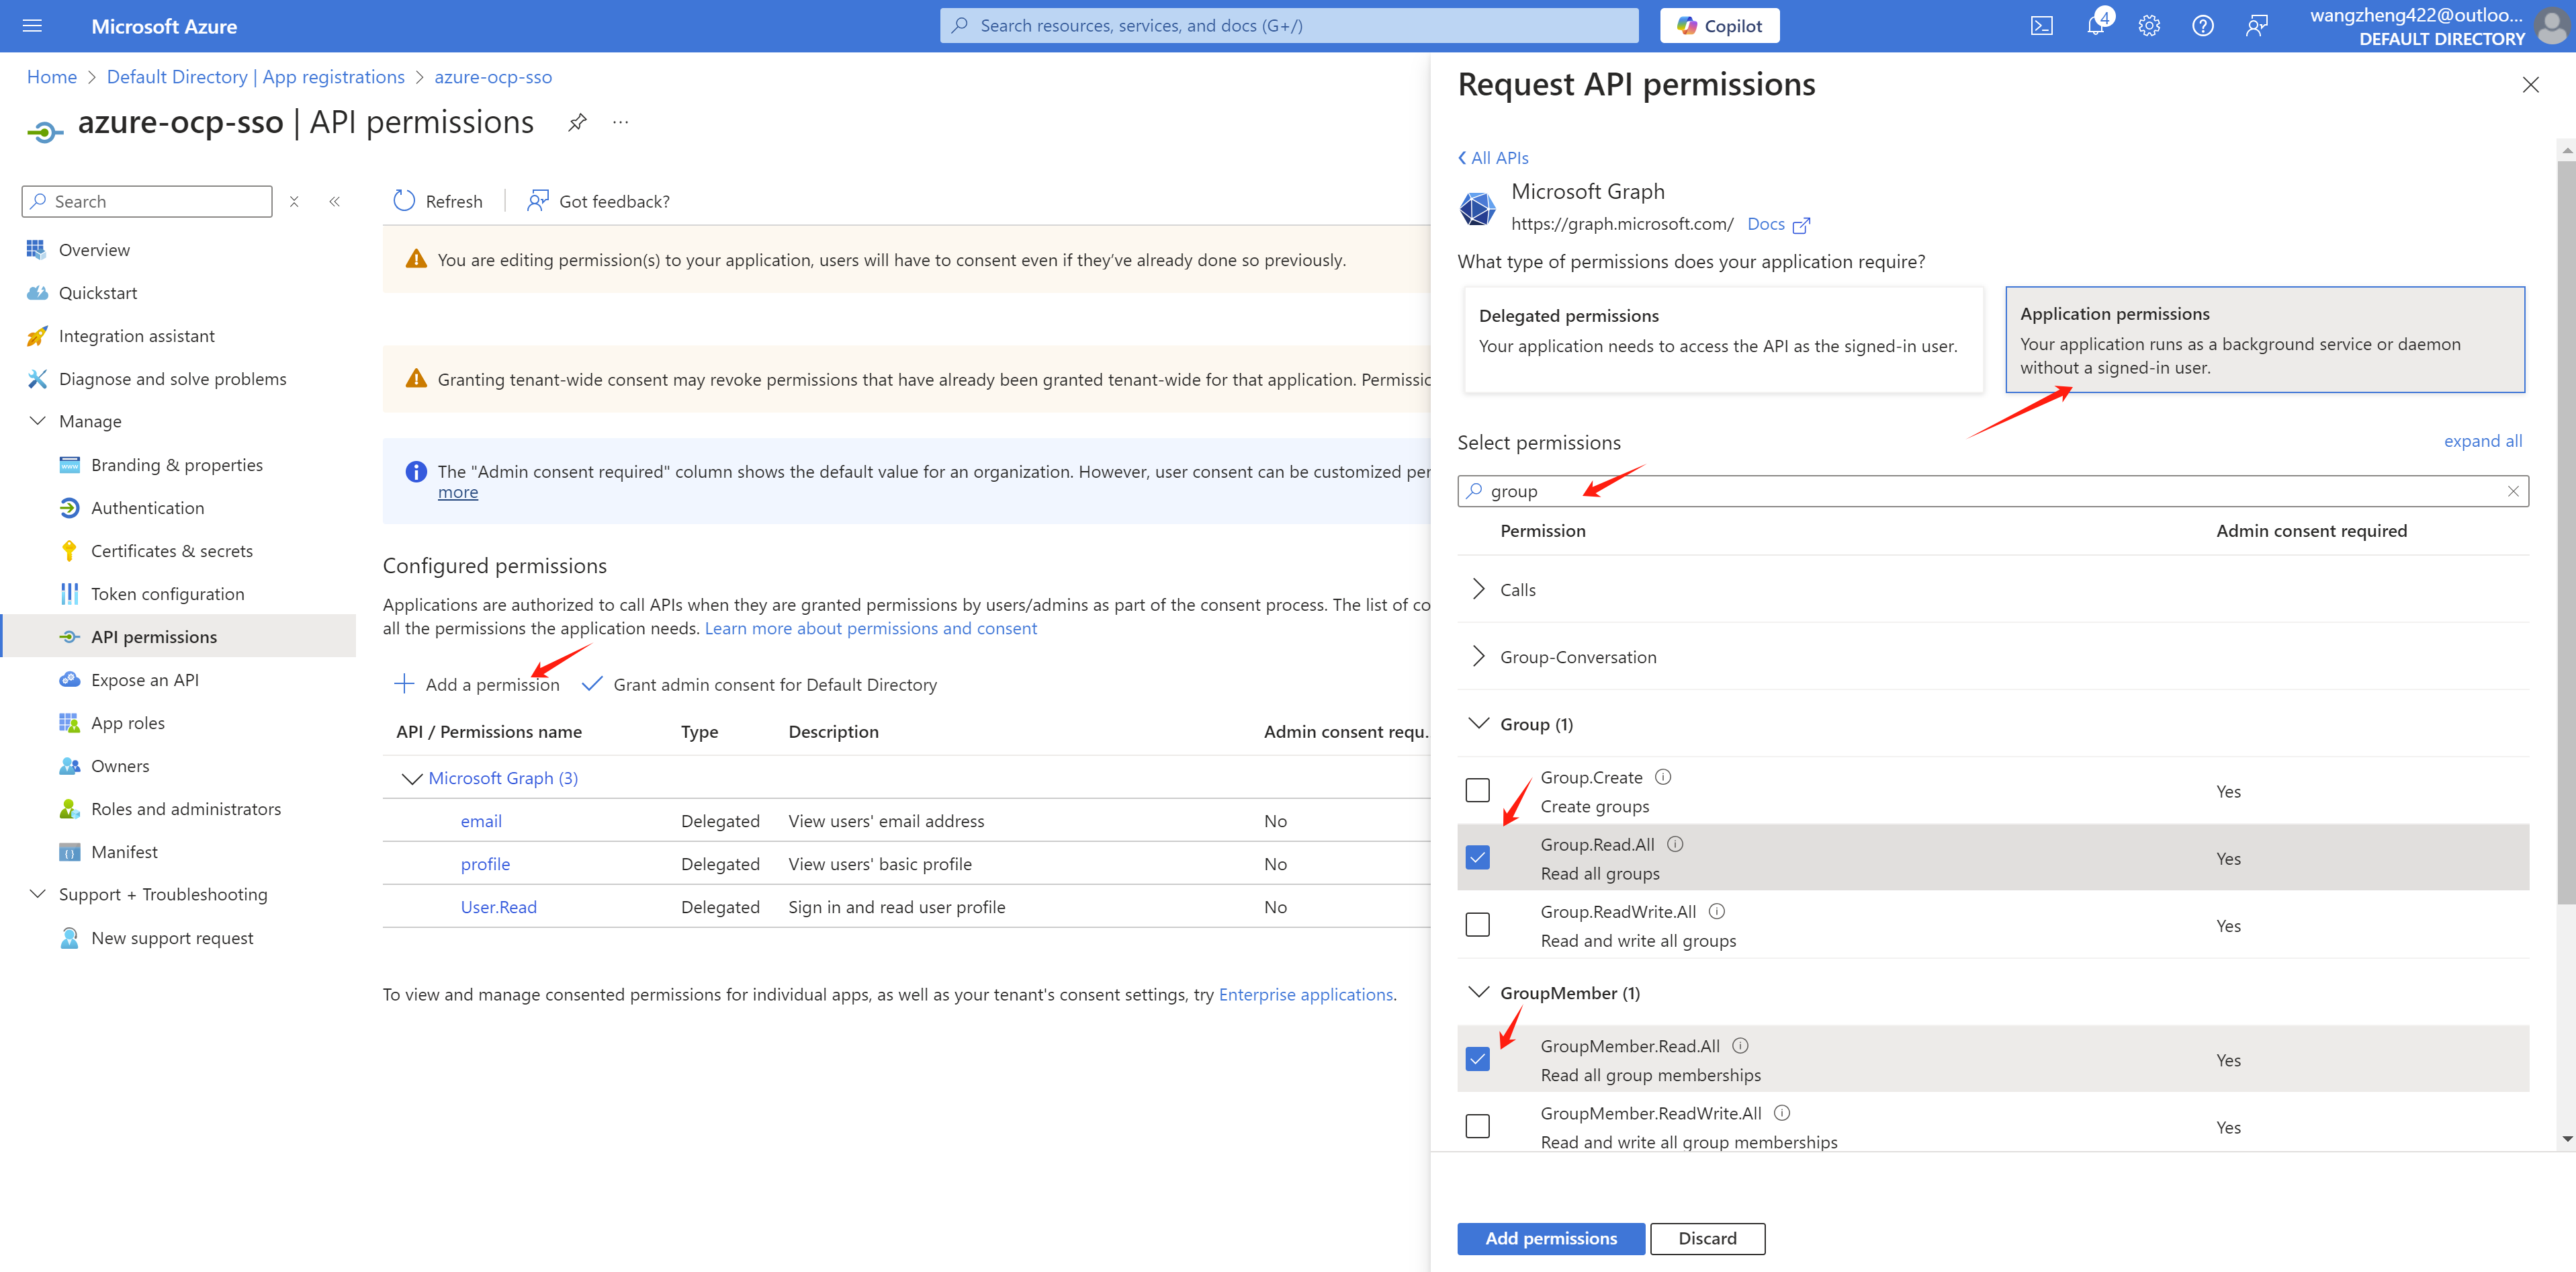 Microsoft Azure
Search resources, services, and docs (G+/)
Copilot
4
wangzheng422@outloo...
DEFAULT DIRECTORY
Home > Default Directory | App registrations > azure-ocp-sso
azure-ocp-sso | API permissions
Search
Overview
Quickstart
Integration assistant
Diagnose and solve problems
Manage
Branding & properties
Authentication
Certificates & secrets
Token configuration
API permissions
Expose an API
App roles
Owners
Roles and administrators
Manifest
Support + Troubleshooting
New support request
Refresh
Got feedback?
You are editing permission(s) to your application, users will have to consent even if they've already done so previously.
Granting tenant-wide consent may revoke permissions that have already been granted tenant-wide for that application. Permissic
The "Admin consent required" column shows the default value for an organization. However, user consent can be customized per
more
Configured permissions
Applications are authorized to call APIs when they are granted permissions by users/admins as part of the consent process. The list of co
all the permissions the application needs. Learn more about permissions and consent
Add a permission
Grant admin consent for Default Directory
API / Permissions name Type Description Admin consent requ...
Microsoft Graph (3)
email Delegated View users' email address No
profile Delegated View users' basic profile No
User.Read Delegated Sign in and read user profile No
To view and manage consented permissions for individual apps, as well as your tenant's consent settings, try Enterprise applications.
Request API permissions
All APIs
Microsoft Graph
https://graph.microsoft.com/ Docs
What type of permissions does your application require?
Delegated permissions
Your application needs to access the API as the signed-in user.
Application permissions
Your application runs as a background service or daemon
without a signed-in user.
Select permissions
expand all
group
Permission Admin consent required
Calls
Group-Conversation
Group (1)
Group.Create
Create groups
Yes
Group.Read.All
Read all groups
Yes
Group.ReadWrite.All
Read and write all groups
Yes
GroupMember (1)
GroupMember.Read.All
Read all group memberships
Yes
GroupMember.ReadWrite.All
Read and write all group memberships
Yes
Add permissions
Discard